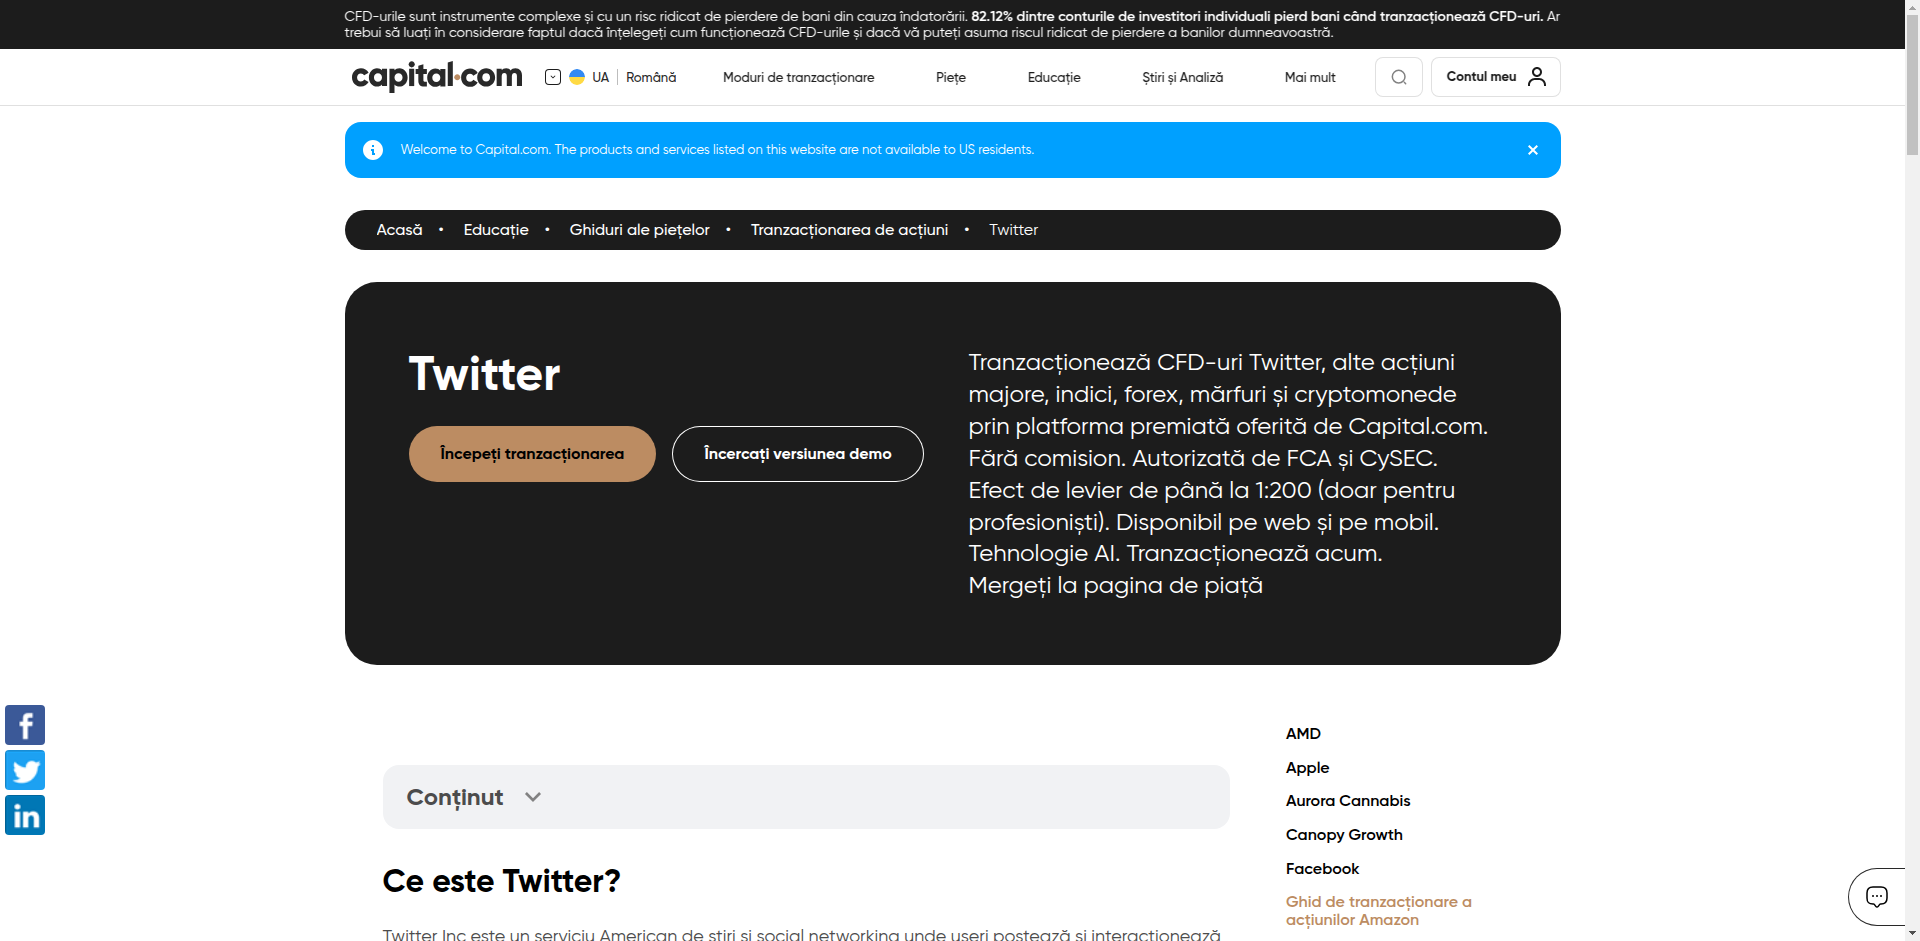 CFD-urile sunt instrumente complexe și cu un risc ridicat de pierdere de bani din cauza îndatorării. 82.12% dintre conturile de investitori individuali pierd bani când tranzacționează CFD-uri. Ar
trebui să luați în considerare faptul dacă înțelegeți cum funcționează CFD-urile și dacă vă puteți asuma riscul ridicat de pierdere a banilor dumneavoastră.
capital.com UA Română Moduri de tranzacționare Piețe Educație Știri și Analiză Mai mult Contul meu
Welcome to Capital.com. The products and services listed on this website are not available to US residents.
Acasă • Educație • Ghiduri ale piețelor • Tranzacționarea de acțiuni • Twitter
Twitter
Începeți tranzacționarea
Încercați versiunea demo
Tranzacționează CFD-uri Twitter, alte acțiuni
majore, indici, forex, mărfuri și cryptomonede
prin platforma premiată oferită de Capital.com.
Fără comision. Autorizată de FCA și CySEC.
Efect de levier de până la 1:200 (doar pentru
profesioniști). Disponibil pe web și pe mobil.
Tehnologie AI. Tranzacționează acum.
Mergeți la pagina de piață
Conținut
Ce este Twitter?
Twitter Inc este un serviciu American de știri și social networking unde useri postează și interacționează
AMD
Apple
Aurora Cannabis
Canopy Growth
Facebook
Ghid de tranzacționare a
acțiunilor Amazon